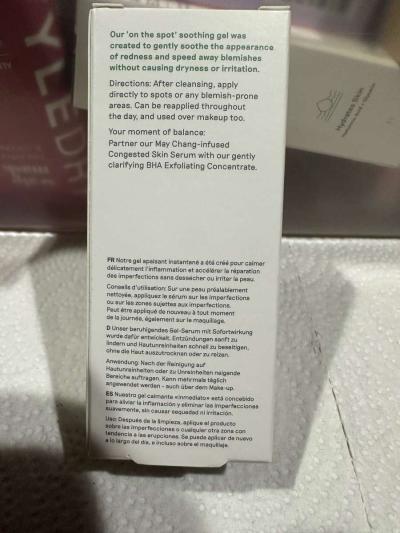 Our 'on the spot' soothing gel was
created to gently soothe the appearance
of redness and speed away blemishes
without causing dryness or irritation.
Directions: After cleansing, apply
directly to spots or any blemish-prone
areas. Can be reapplied throughout
the day, and used over makeup too.
Your moment of balance:
Partner our May Chang-infused
Congested Skin Serum with our gently
clarifying BHA Exfoliating Concentrate.
FR Notre gel apaisant instantané a été créé pour calmer
délicatement l'inflammation et accélérer la réparation
des imperfections sans dessécher ou irriter la peau.
Conseils d'utilisation: Sur une peau préalablement
nettoyée, appliquez le sérum sur les imperfections
ou sur les zones sujettes aux imperfections.
Peut être appliqué de nouveau à tout moment
de la journée, également sur le maquillage.
D Unser beruhigendes Gel-Serum mit Sofortwirkung
wurde dafür entwickelt, Entzündungen sanft zu
lindern und Hautunreinheiten schnell zu beseitigen,
ohne die Haut auszutrocknen oder zu reizen.
Anwendung: Nach der Reinigung auf
Hautunreinheiten oder zu Unreinheiten neigende
Bereiche auftragen. Kann mehrmals täglich
angewendet werden - auch über dem Make-up.
ES Nuestro gel calmante «inmediato» está concebido
para aliviar la inflamación y eliminar las imperfecciones
suavemente, sin causar sequedad ni irritación.
Uso: Después de la limpieza, aplique el producto
sobre las imperfecciones o cualquier otra zona con
tendencia a las erupciones. Se puede aplicar de nuevo
a lo largo del día, e incluso sobre el maquillaje.
Hydrates Skin
YLEDA